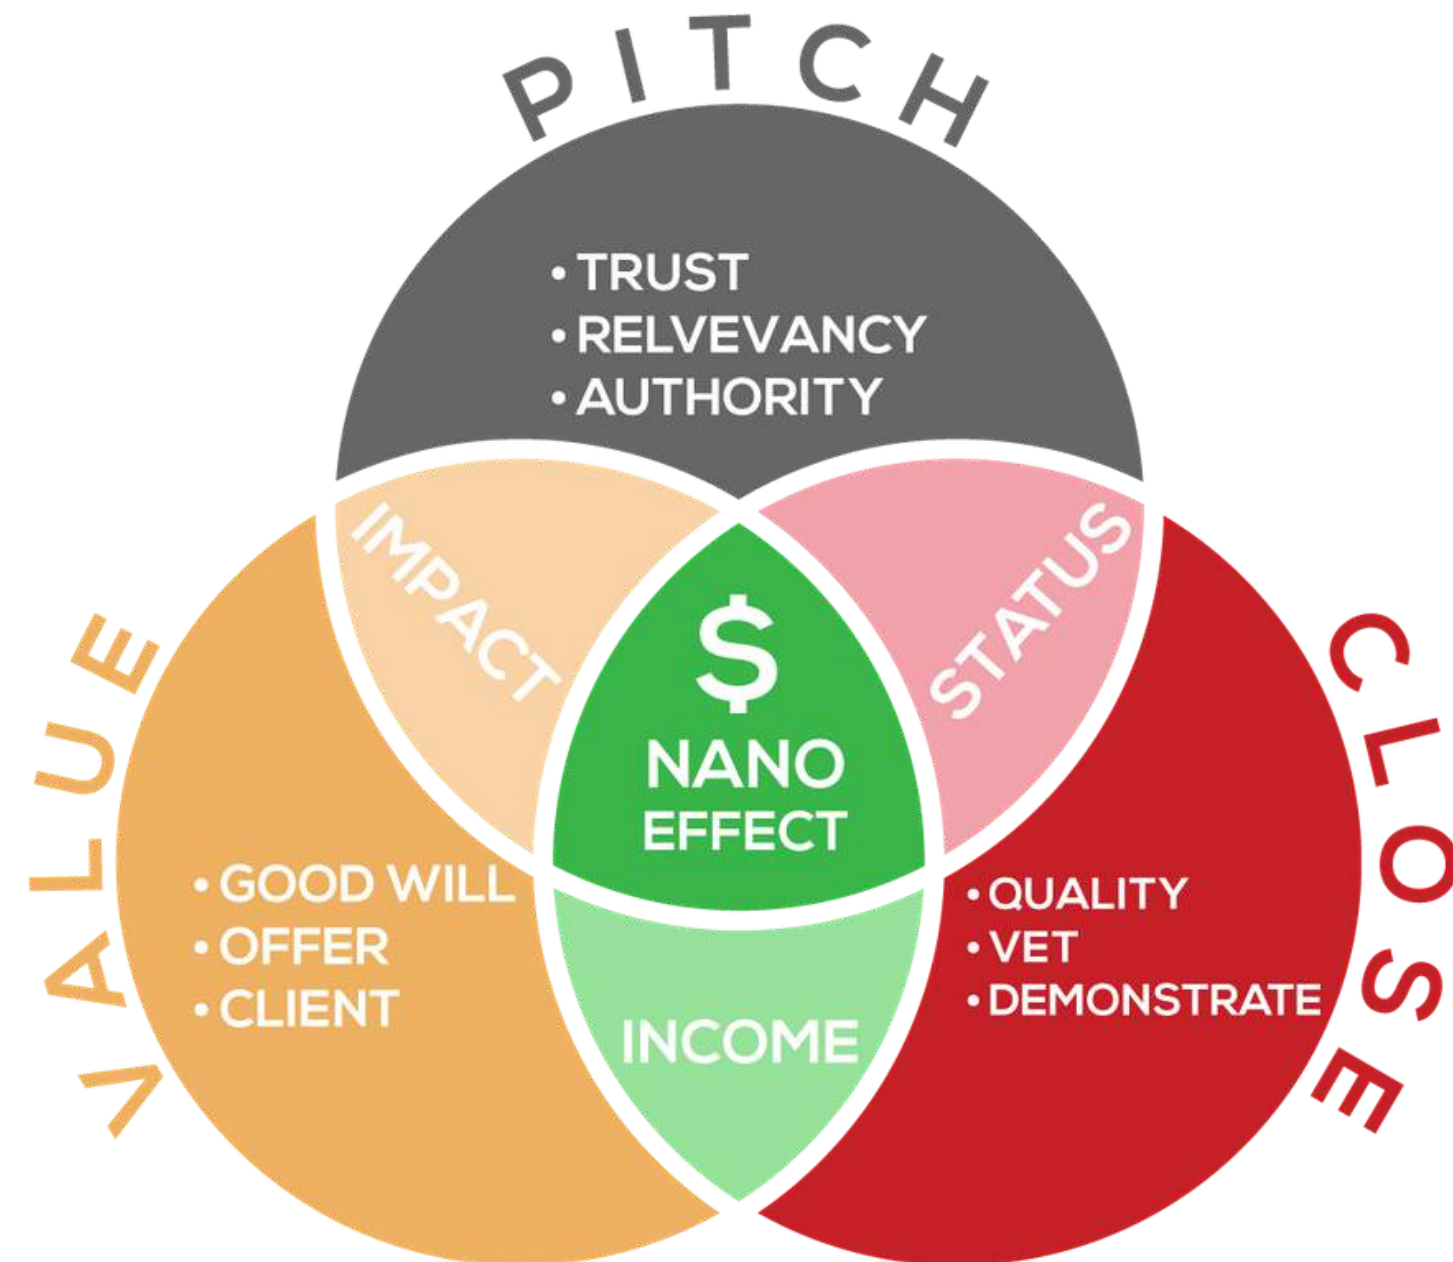 PITCH
• TRUST
• RELVEVANCY
• AUTHORITY
IMPACT
STATUS
$
NANO
EFFECT
VALUE
• GOOD WILL
• OFFER
• CLIENT
CLOSE
• QUALITY
• VET
• DEMONSTRATE
INCOME